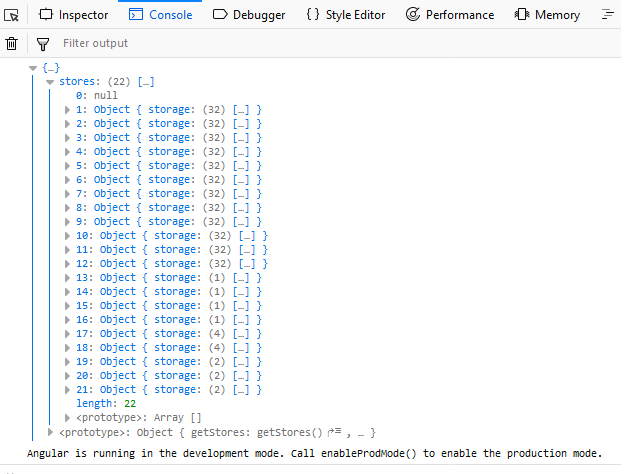 Inspector Console Debugger Style Editor Performance Memory
Filter output
{…}
stores: (22) […]
0: null
1: Object { storage: (32) […] }
2: Object { storage: (32) […] }
3: Object { storage: (32) […] }
4: Object { storage: (32) […] }
5: Object { storage: (32) […] }
6: Object { storage: (32) […] }
7: Object { storage: (32) […] }
8: Object { storage: (32) […] }
9: Object { storage: (32) […] }
10: Object { storage: (32) […] }
11: Object { storage: (32) […] }
12: Object { storage: (32) […] }
13: Object { storage: (1) […] }
14: Object { storage: (1) […] }
15: Object { storage: (1) […] }
16: Object { storage: (1) […] }
17: Object { storage: (4) […] }
18: Object { storage: (4) […] }
19: Object { storage: (2) […] }
20: Object { storage: (2) […] }
21: Object { storage: (2) […] }
length: 22
<prototype>: Array []
<prototype>: Object { getStores: getStores(), … }
Angular is running in the development mode. Call enableProdMode() to enable the production mode.